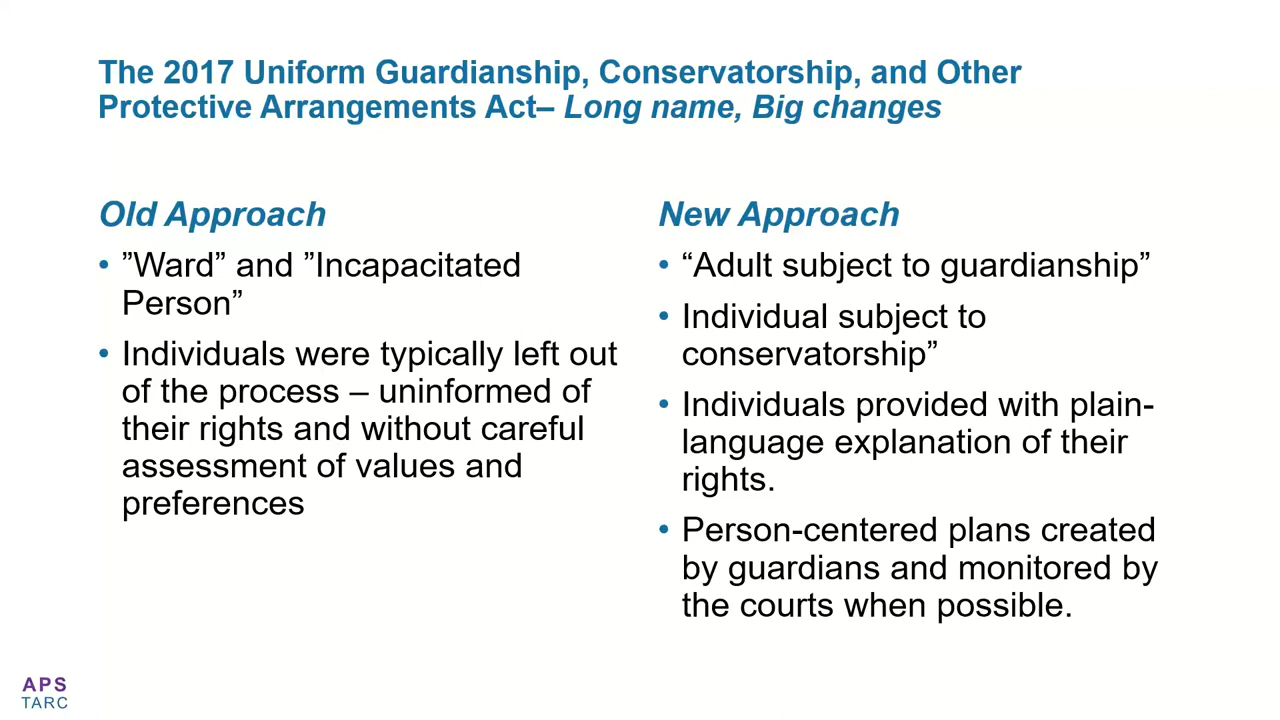 The 2017 Uniform Guardianship, Conservatorship, and Other
Protective Arrangements Act– Long name, Big changes
Old Approach
• ”Ward” and ”Incapacitated
Person”
• Individuals were typically left out
of the process – uninformed of
their rights and without careful
assessment of values and
preferences
New Approach
• “Adult subject to guardianship”
• Individual subject to
conservatorship”
• Individuals provided with plain-
language explanation of their
rights.
• Person-centered plans created
by guardians and monitored by
the courts when possible.
APS
TARC